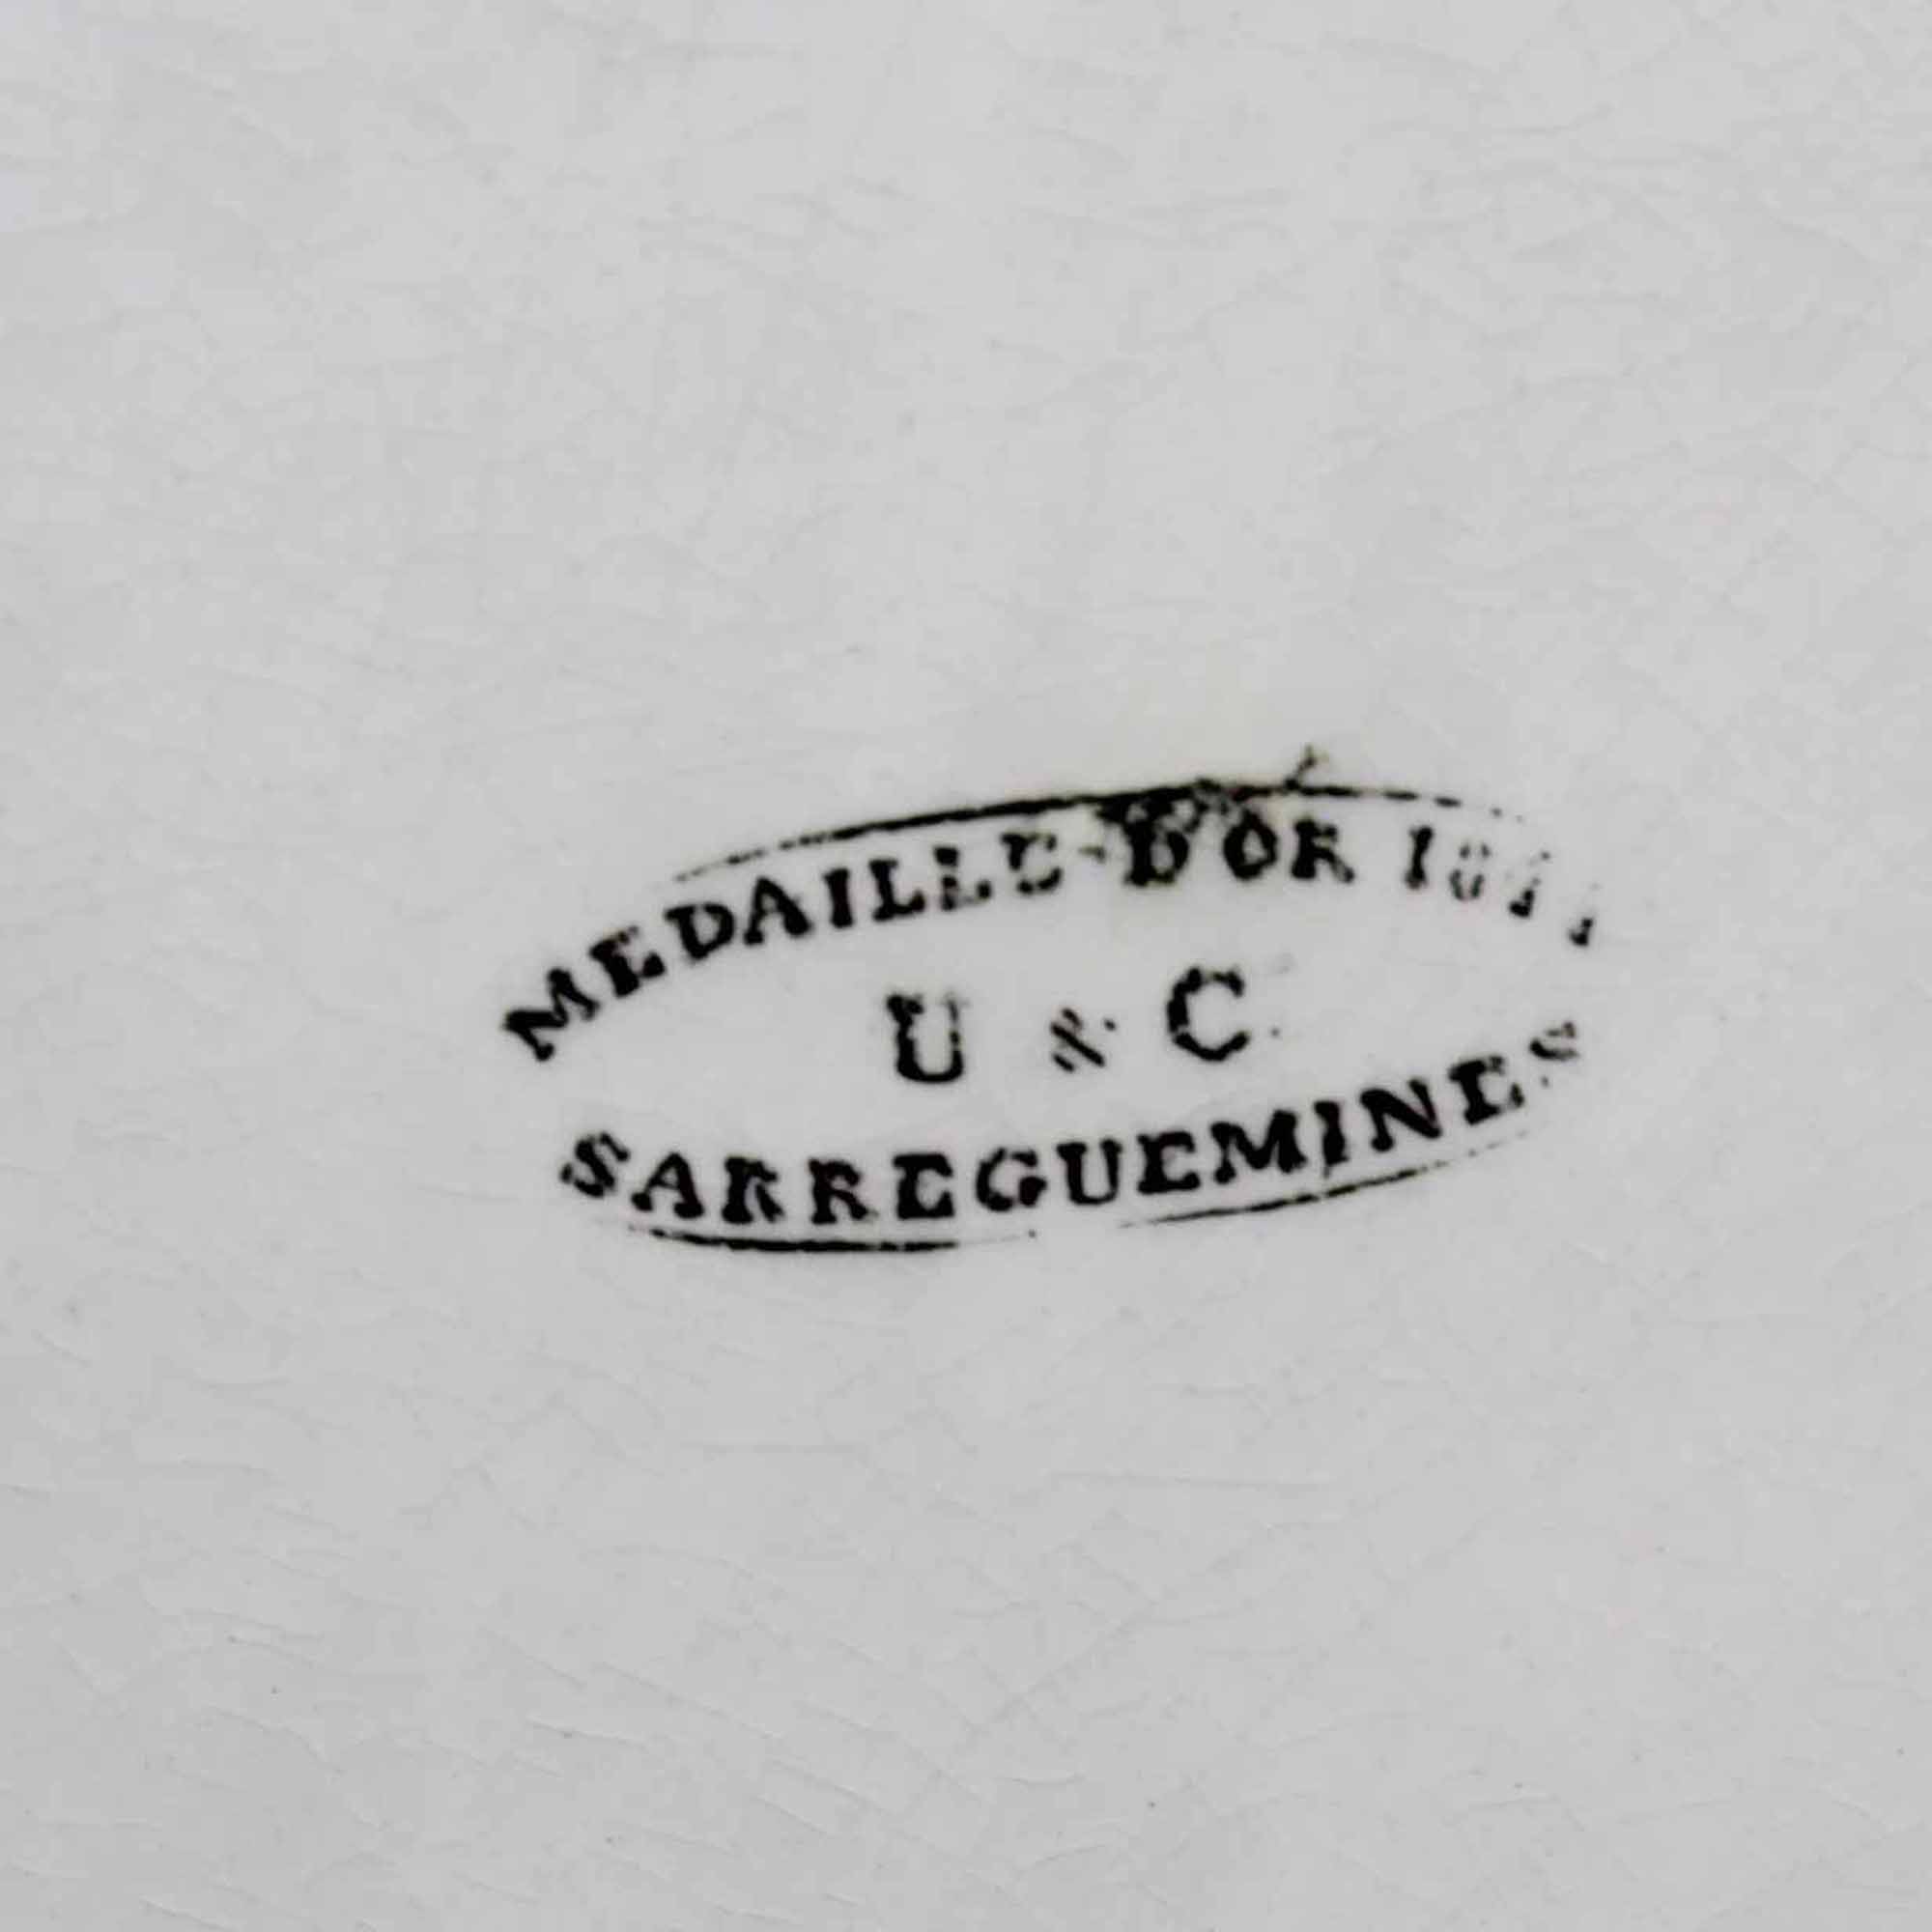 MEDAILLE D'OR
U & C
SARREGUEMINES